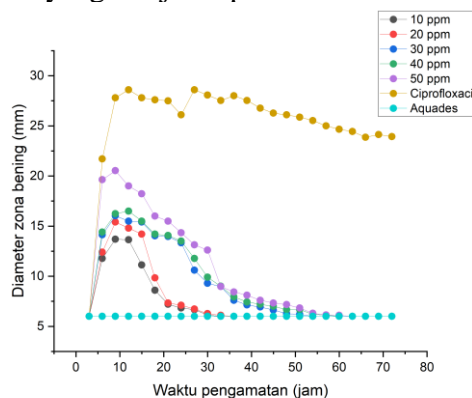 10 ppm
20 ppm
30 ppm
40 ppm
50 ppm
Ciprofloxaci
Aquades
Diameter zona bening (mm)
30
25
20
15
10
5
0
10
20
30
40
50
60
70
80
Waktu pengamatan (jam)